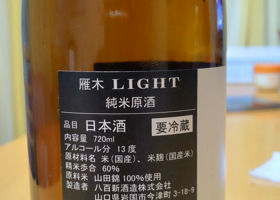 雁木 LIGHT
純米原酒
品目 日本酒 要冷蔵
内容量 720ml
アルコール分 13度
原材料名 米(国産)、米麹(国産米)
精米歩合 60%
原料米 山田錦100%使用
製造者 八百新酒造株式会社
山口県岩国市今津町3-18-9